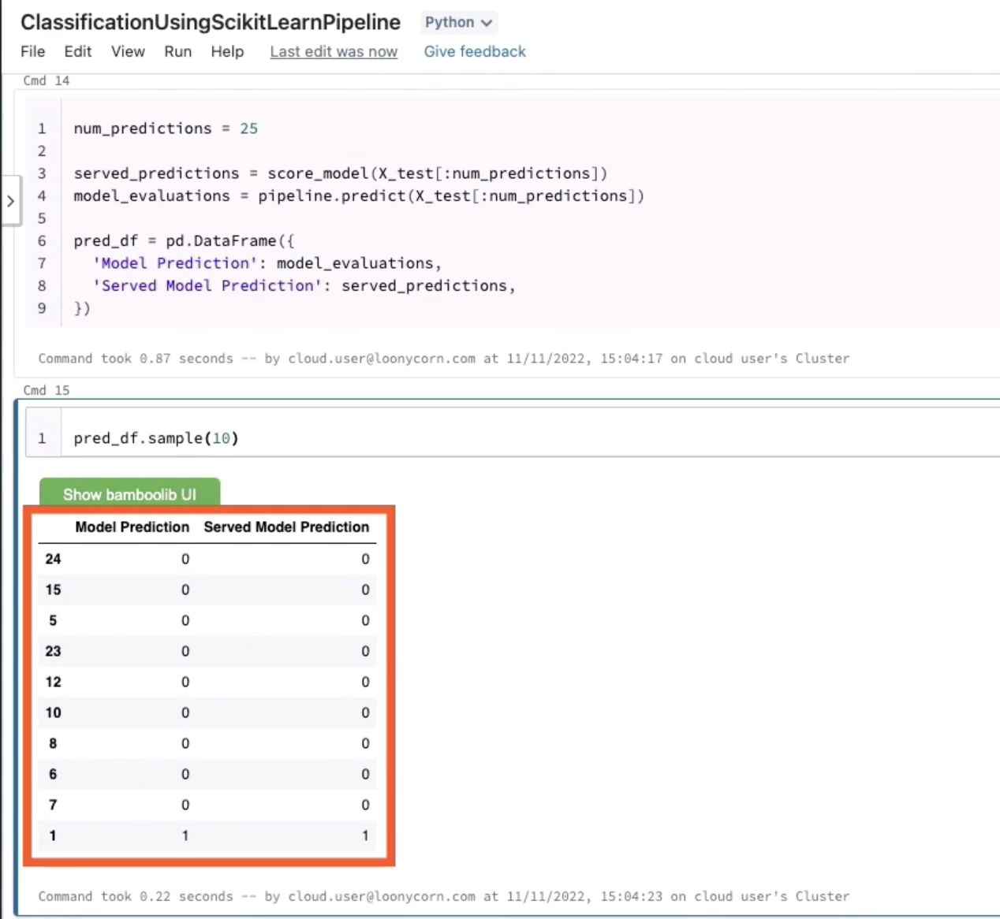 ClassificationUsingScikitLearnPipeline Python
File Edit View Run Help Last edit was now Give feedback
Cmd 14
1 num_predictions = 25
2
3 served_predictions = score_model(X_test[:num_predictions])
4 model_evaluations = pipeline.predict(X_test[:num_predictions])
5
6 pred_df = pd.DataFrame({
7 'Model Prediction': model_evaluations,
8 'Served Model Prediction': served_predictions,
9 })
Command took 0.87 seconds -- by cloud.user@loonycorn.com at 11/11/2022, 15:04:17 on cloud user's Cluster
Cmd 15
1 pred_df.sample(10)
Show bamboolib UI
Model Prediction Served Model Prediction
24 0 0
15 0 0
5 0 0
23 0 0
12 0 0
10 0 0
8 0 0
6 0 0
7 0 0
1 1 1
Command took 0.22 seconds -- by cloud.user@loonycorn.com at 11/11/2022, 15:04:23 on cloud user's Cluster